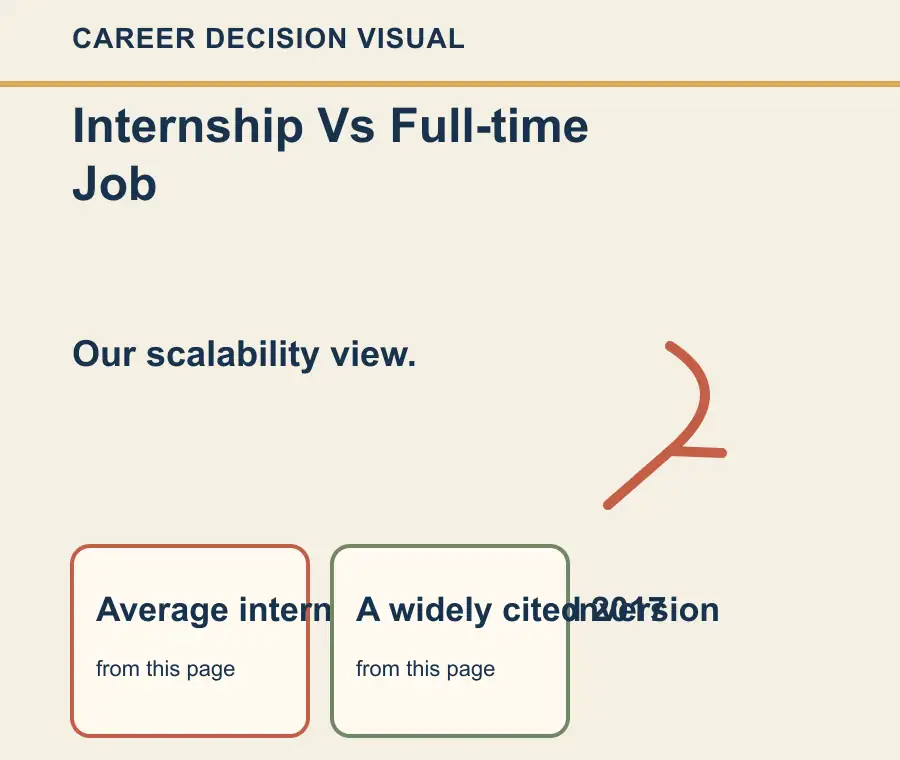 CAREER DECISION VISUAL
Internship Vs Full-time
Job
Our scalability view.
Average intern
A widely cited 2017
from this page
from this page